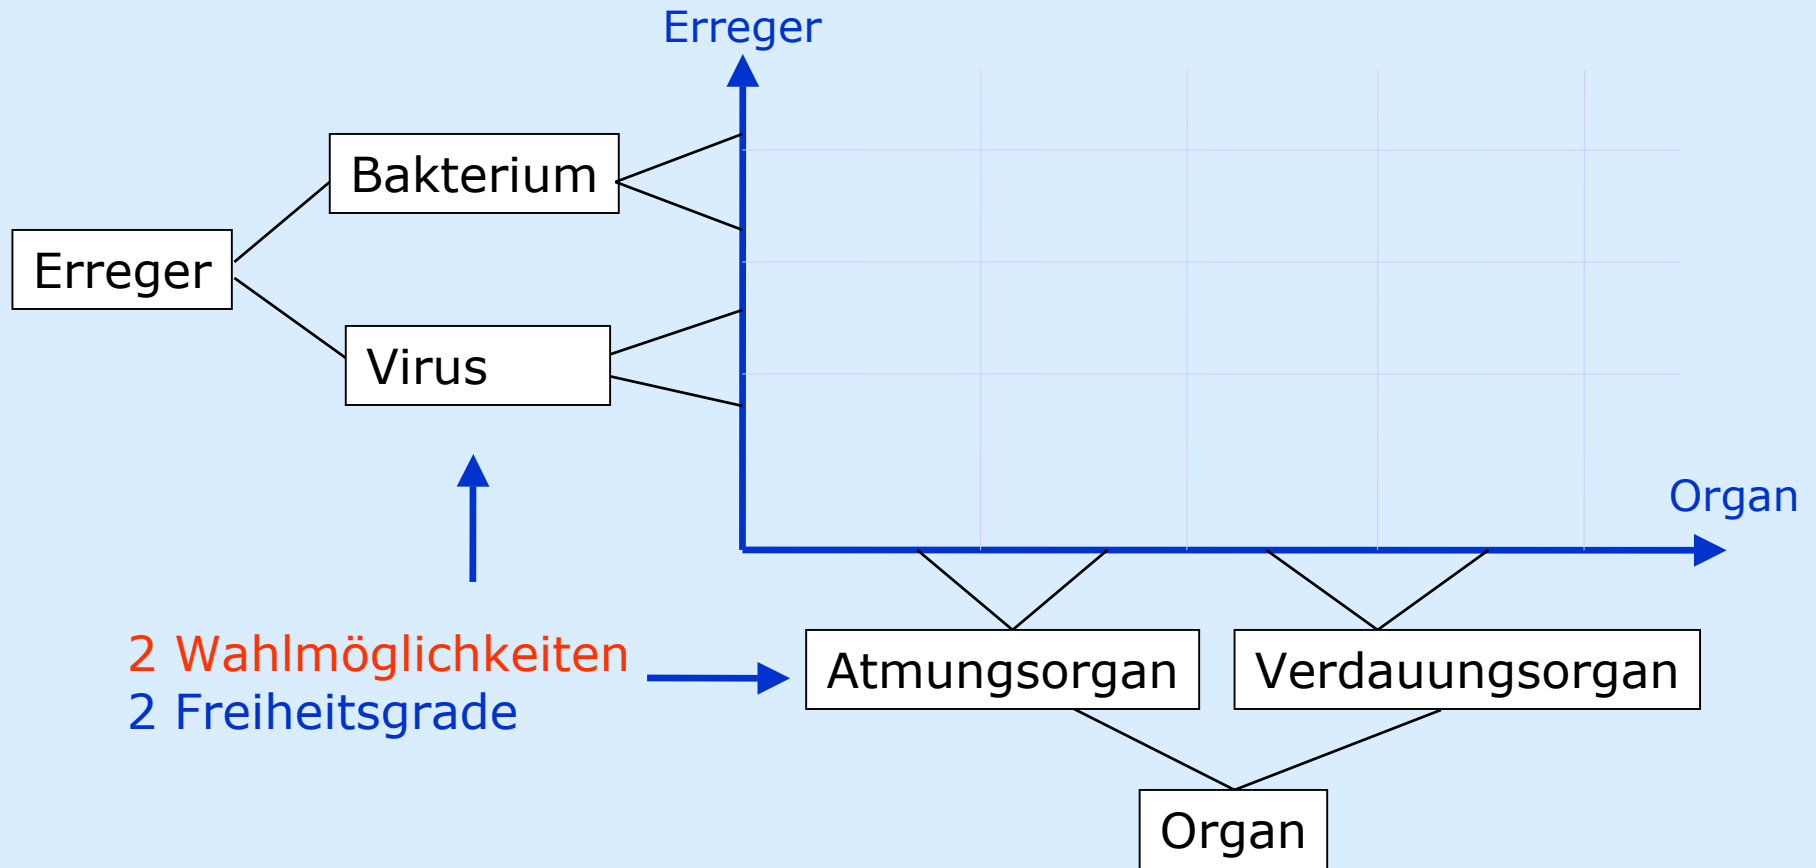 Erreger
Bakterium
Erreger
Virus
Organ
2 Wahlmöglichkeiten
2 Freiheitsgrade
Atmungsorgan
Verdauungsorgan
Organ